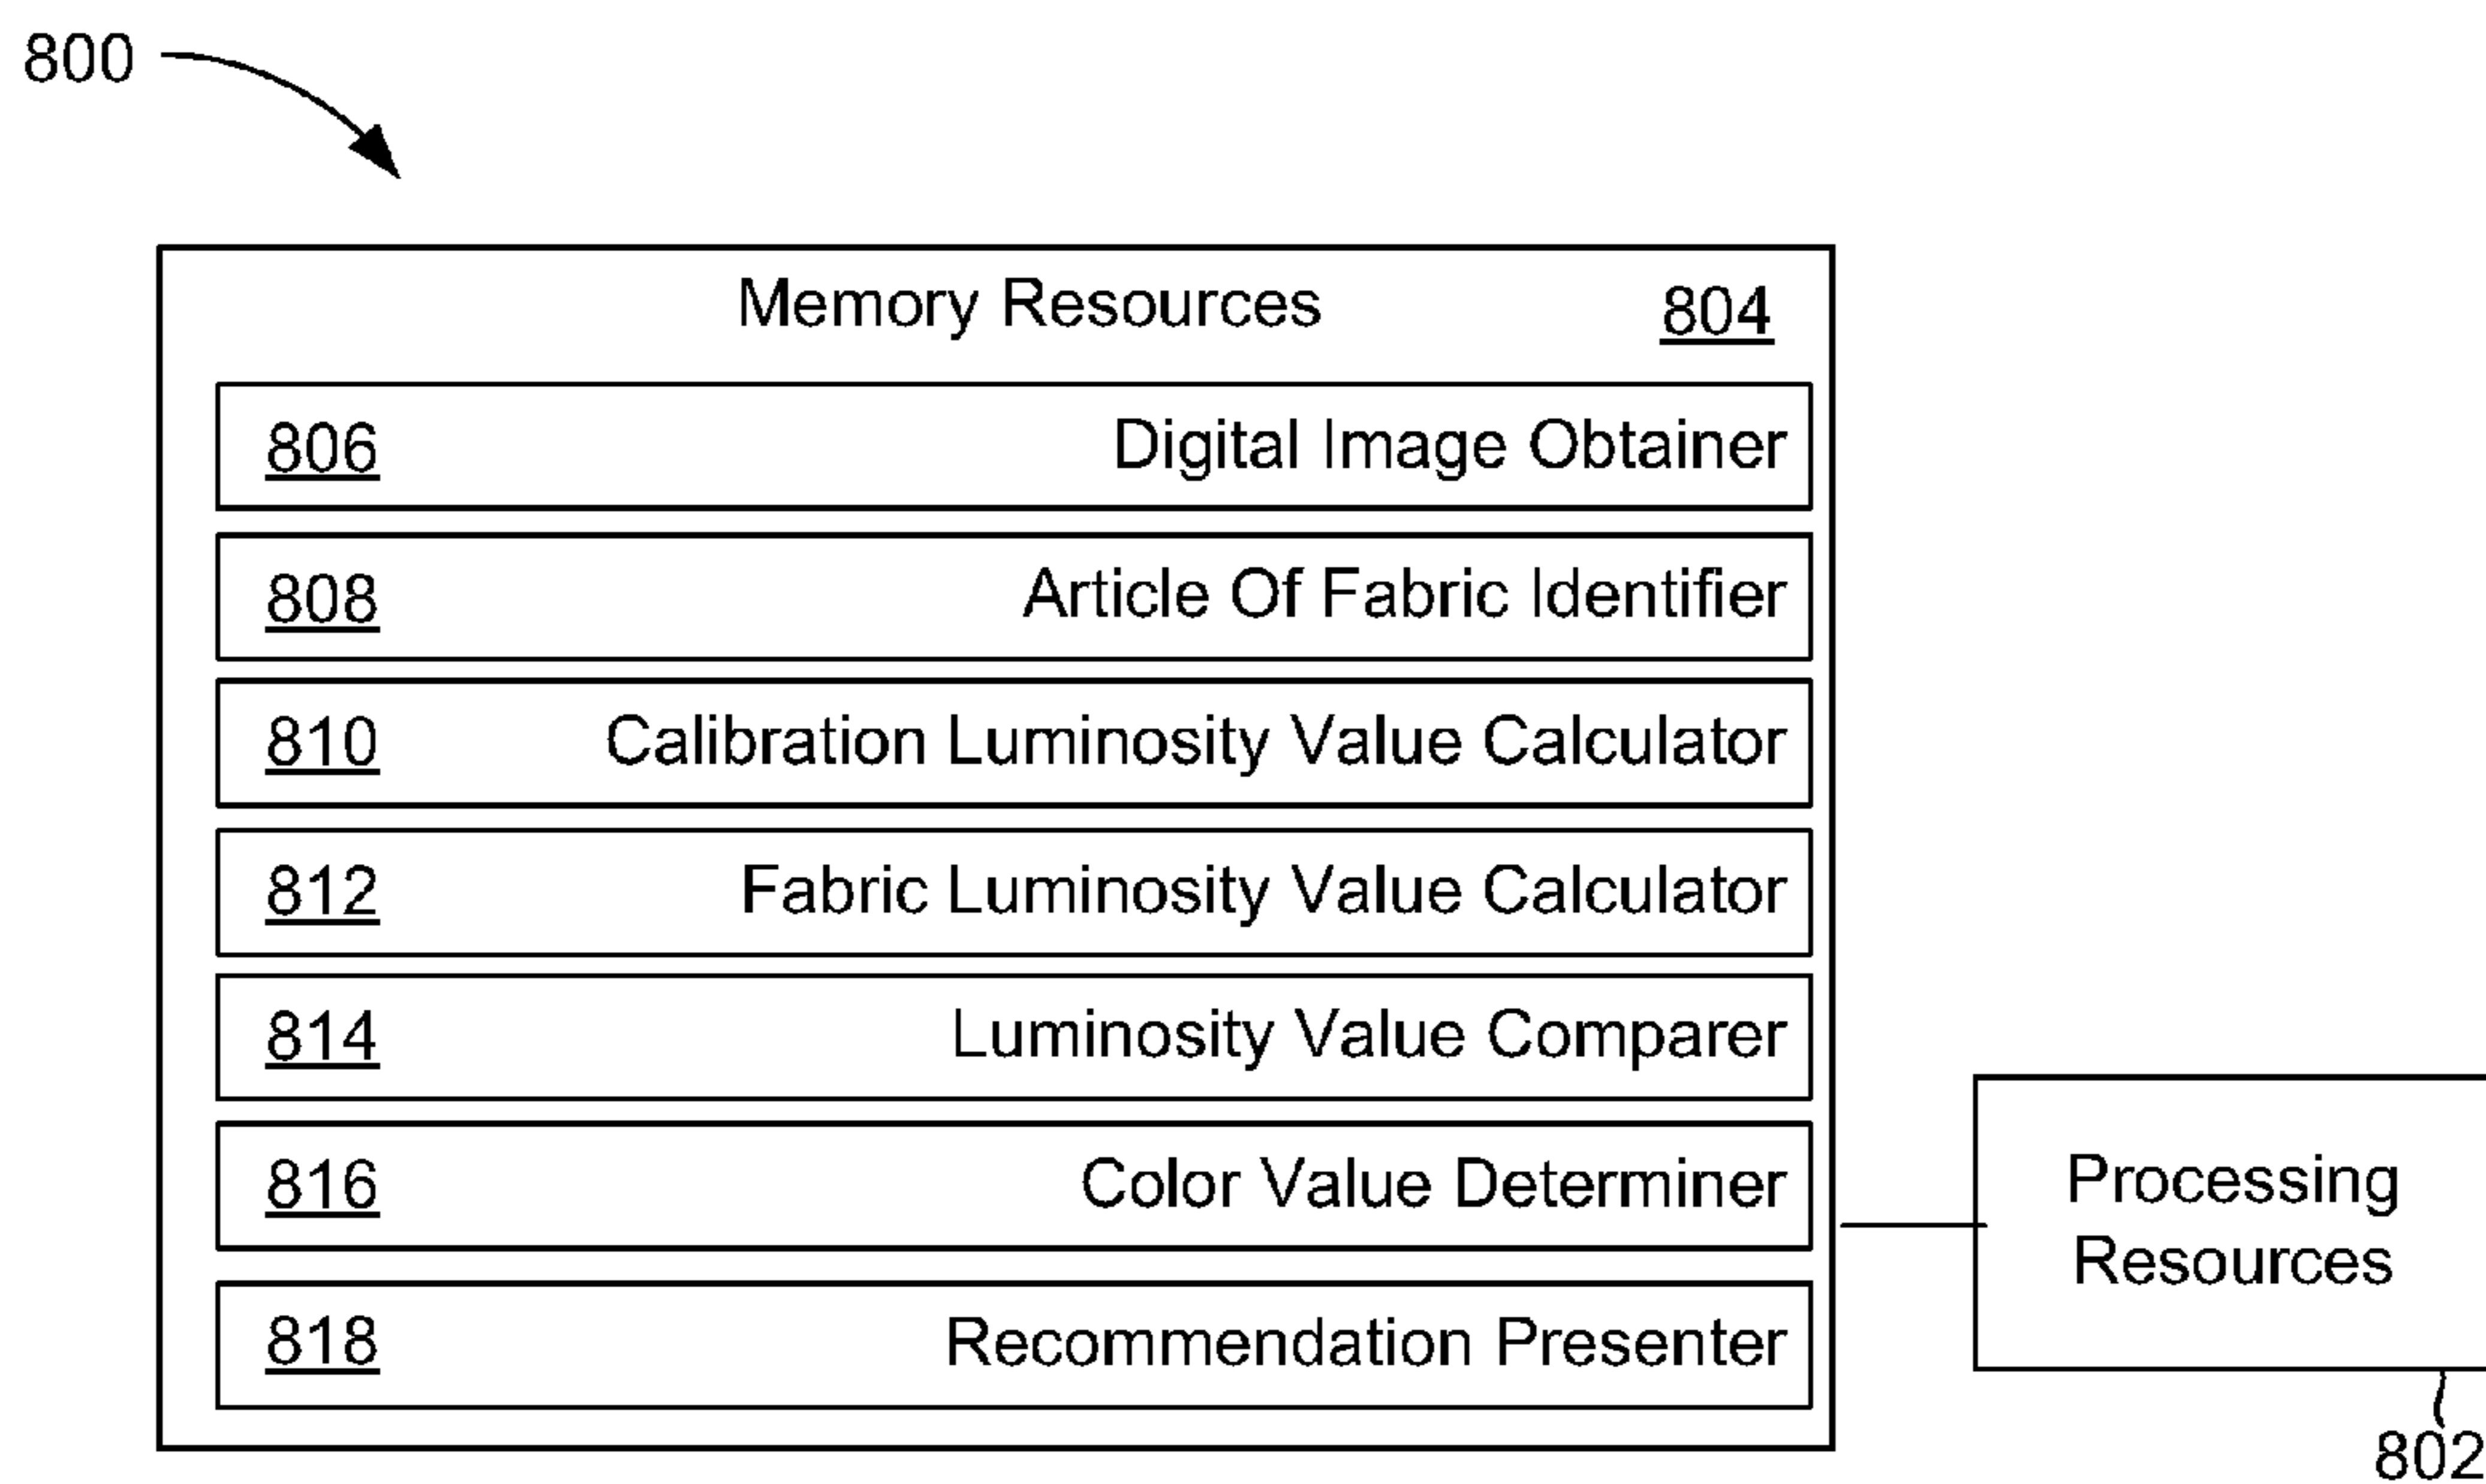 800
Memory Resources 804
806 Digital Image Obtainer
808 Article Of Fabric Identifier
810 Calibration Luminosity Value Calculator
812 Fabric Luminosity Value Calculator
814 Luminosity Value Comparer
816 Color Value Determiner
818 Recommendation Presenter
Processing
Resources
802